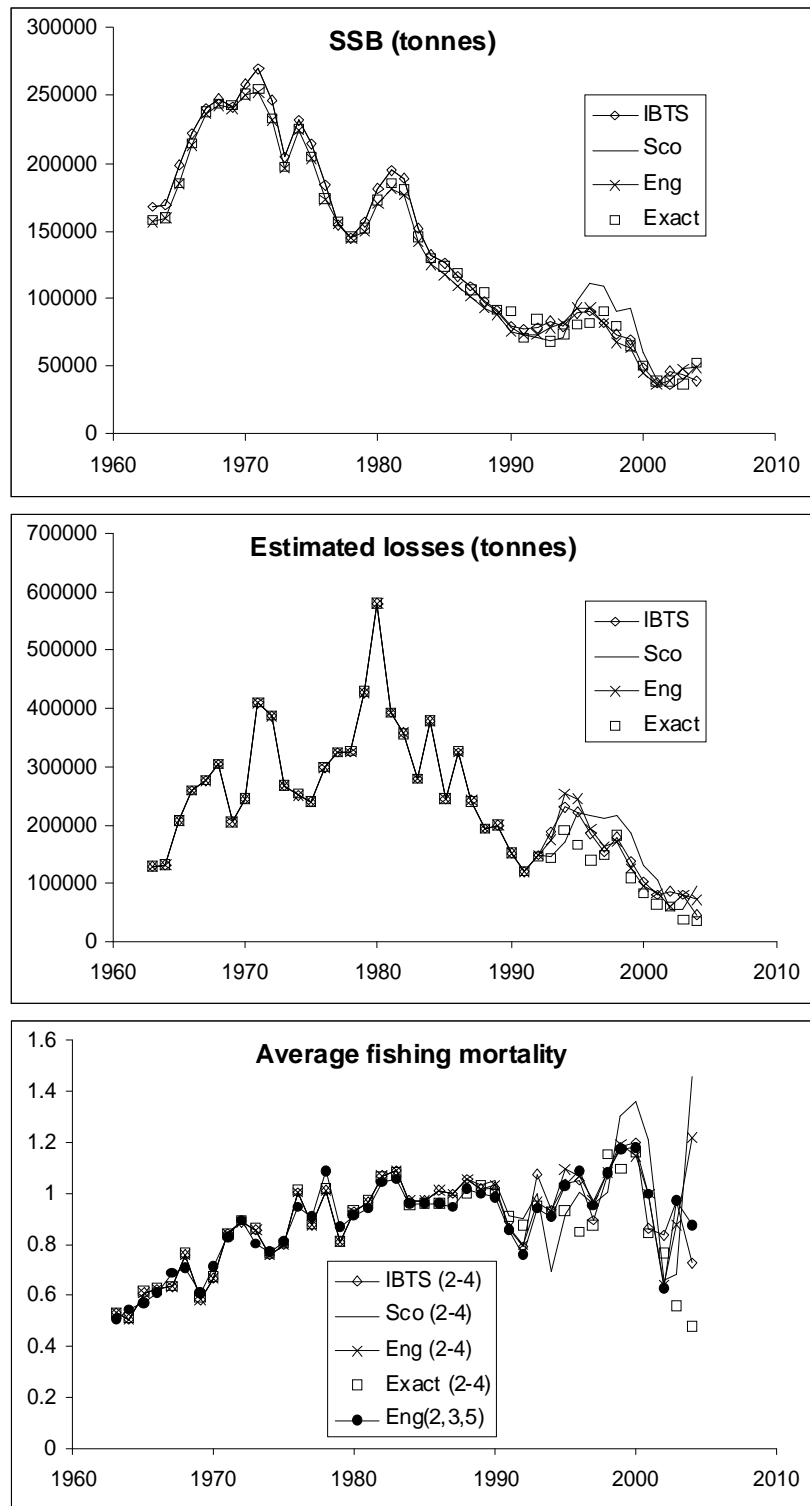 SSB (tonnes)
300000
250000
200000
150000
100000
50000
0
1960 1970 1980 1990 2000 2010
IBTS
Sco
Eng
Exact
Estimated losses (tonnes)
700000
600000
500000
400000
300000
200000
100000
0
1960 1970 1980 1990 2000 2010
IBTS
Sco
Eng
Exact
Average fishing mortality
1.6
1.4
1.2
1
0.8
0.6
0.4
0.2
0
1960 1970 1980 1990 2000 2010
IBTS (2-4)
Sco (2-4)
Eng (2-4)
Exact (2-4)
Eng(2,3,5)